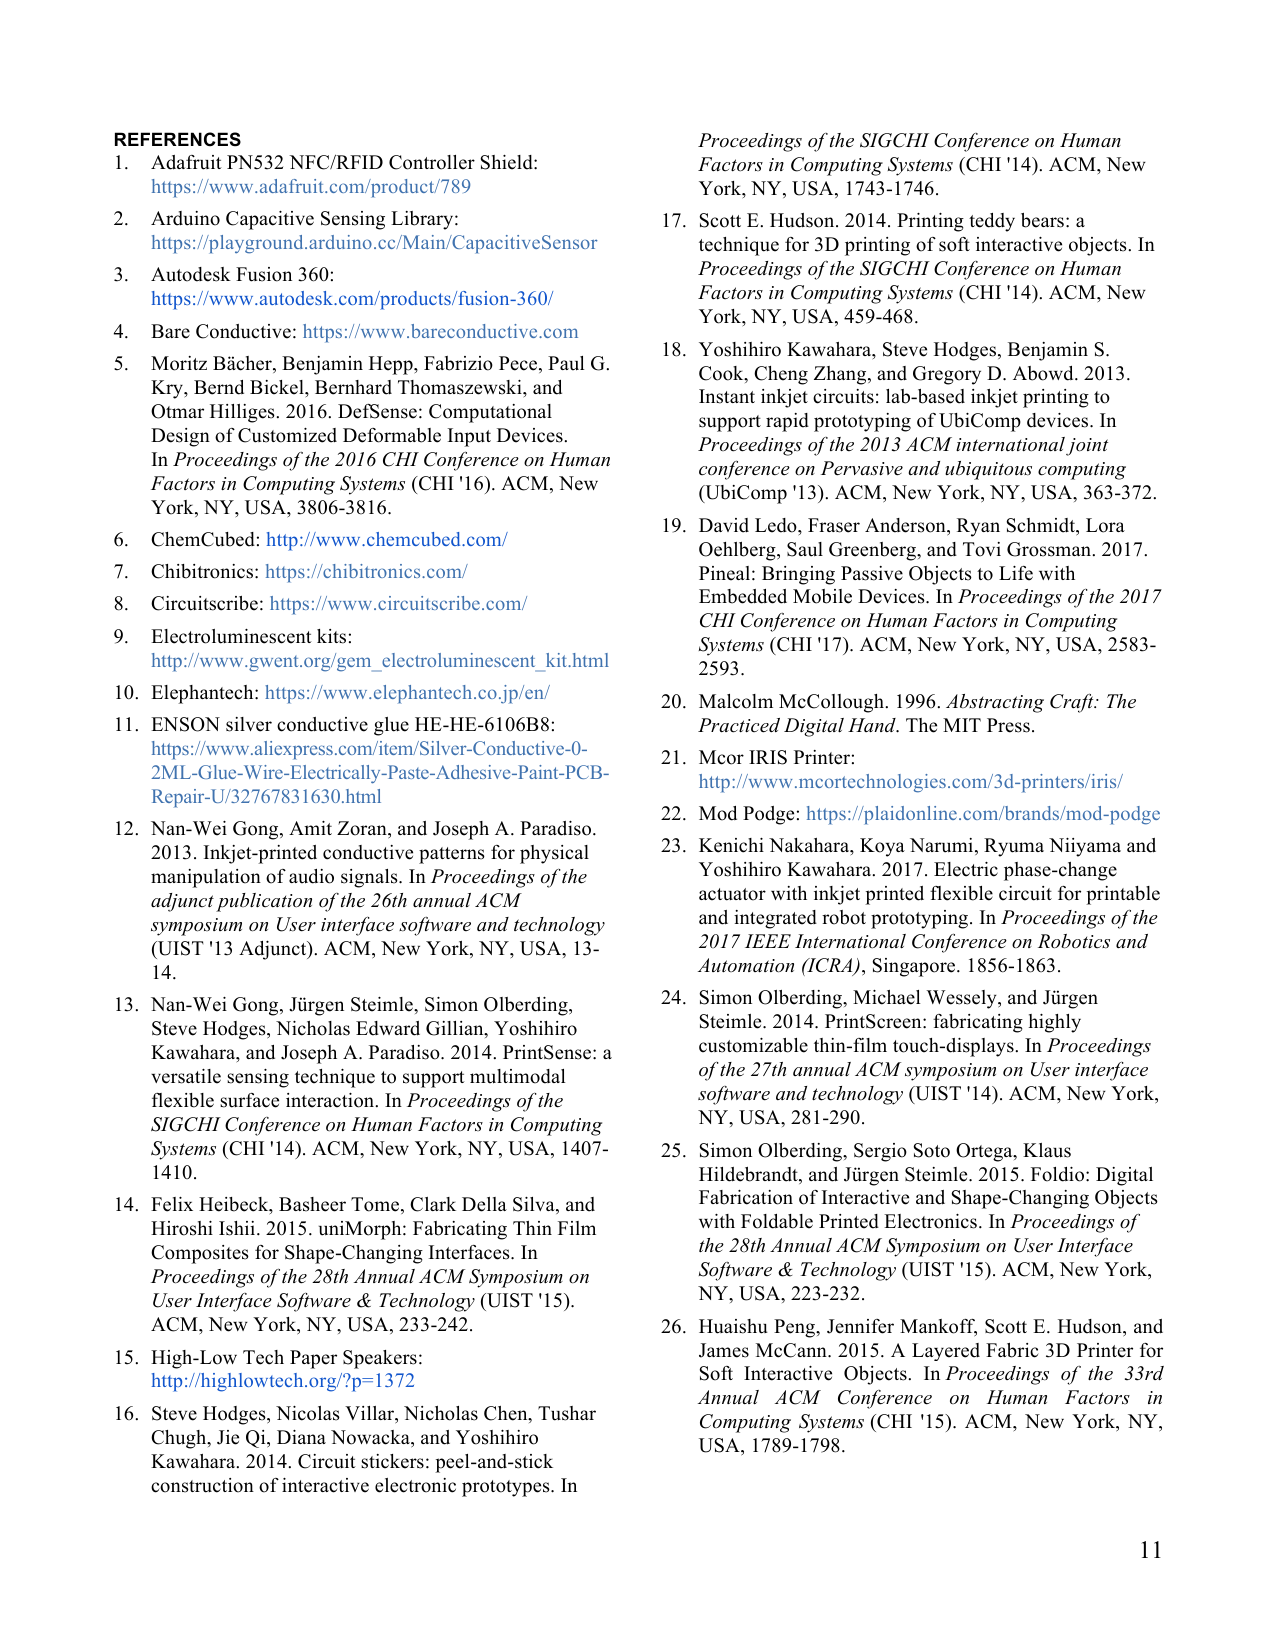 REFERENCES
1. Adafruit PN532 NFC/RFID Controller Shield:
https://www.adafruit.com/product/789
2. Arduino Capacitive Sensing Library:
https://playground.arduino.cc/Main/CapacitiveSensor
3. Autodesk Fusion 360:
https://www.autodesk.com/products/fusion-360/
4. Bare Conductive: https://www.bareconductive.com
5. Moritz Bächer, Benjamin Hepp, Fabrizio Pece, Paul G.
Kry, Bernd Bickel, Bernhard Thomaszewski, and
Otmar Hilliges. 2016. DefSense: Computational
Design of Customized Deformable Input Devices.
In Proceedings of the 2016 CHI Conference on Human
Factors in Computing Systems (CHI '16). ACM, New
York, NY, USA, 3806-3816.
6. ChemCubed: http://www.chemcubed.com/
7. Chibitronics: https://chibitronics.com/
8. Circuitscribe: https://www.circuitscribe.com/
9. Electroluminescent kits:
http://www.gwent.org/gem_electroluminescent_kit.html
10. Elephantech: https://www.elephantech.co.jp/en/
11. ENSON silver conductive glue HE-HE-6106B8:
https://www.aliexpress.com/item/Silver-Conductive-0-
2ML-Glue-Wire-Electrically-Paste-Adhesive-Paint-PCB-
Repair-U/32767831630.html
12. Nan-Wei Gong, Amit Zoran, and Joseph A. Paradiso.
2013. Inkjet-printed conductive patterns for physical
manipulation of audio signals. In Proceedings of the
adjunct publication of the 26th annual ACM
symposium on User interface software and technology
(UIST '13 Adjunct). ACM, New York, NY, USA, 13-
14.
13. Nan-Wei Gong, Jürgen Steimle, Simon Olberding,
Steve Hodges, Nicholas Edward Gillian, Yoshihiro
Kawahara, and Joseph A. Paradiso. 2014. PrintSense: a
versatile sensing technique to support multimodal
flexible surface interaction. In Proceedings of the
SIGCHI Conference on Human Factors in Computing
Systems (CHI '14). ACM, New York, NY, USA, 1407-
1410.
14. Felix Heibeck, Basheer Tome, Clark Della Silva, and
Hiroshi Ishii. 2015. uniMorph: Fabricating Thin Film
Composites for Shape-Changing Interfaces. In
Proceedings of the 28th Annual ACM Symposium on
User Interface Software & Technology (UIST '15).
ACM, New York, NY, USA, 233-242.
15. High-Low Tech Paper Speakers:
http://highlowtech.org/?p=1372
16. Steve Hodges, Nicolas Villar, Nicholas Chen, Tushar
Chugh, Jie Qi, Diana Nowacka, and Yoshihiro
Kawahara. 2014. Circuit stickers: peel-and-stick
construction of interactive electronic prototypes. In
Proceedings of the SIGCHI Conference on Human
Factors in Computing Systems (CHI '14). ACM, New
York, NY, USA, 1743-1746.
17. Scott E. Hudson. 2014. Printing teddy bears: a
technique for 3D printing of soft interactive objects. In
Proceedings of the SIGCHI Conference on Human
Factors in Computing Systems (CHI '14). ACM, New
York, NY, USA, 459-468.
18. Yoshihiro Kawahara, Steve Hodges, Benjamin S.
Cook, Cheng Zhang, and Gregory D. Abowd. 2013.
Instant inkjet circuits: lab-based inkjet printing to
support rapid prototyping of UbiComp devices. In
Proceedings of the 2013 ACM international joint
conference on Pervasive and ubiquitous computing
(UbiComp '13). ACM, New York, NY, USA, 363-372.
19. David Ledo, Fraser Anderson, Ryan Schmidt, Lora
Oehlberg, Saul Greenberg, and Tovi Grossman. 2017.
Pineal: Bringing Passive Objects to Life with
Embedded Mobile Devices. In Proceedings of the 2017
CHI Conference on Human Factors in Computing
Systems (CHI '17). ACM, New York, NY, USA, 2583-
2593.
20. Malcolm McCollough. 1996. Abstracting Craft: The
Practiced Digital Hand. The MIT Press.
21. Mcor IRIS Printer:
http://www.mcortechnologies.com/3d-printers/iris/
22. Mod Podge: https://plaidonline.com/brands/mod-podge
23. Kenichi Nakahara, Koya Narumi, Ryuma Niiyama and
Yoshihiro Kawahara. 2017. Electric phase-change
actuator with inkjet printed flexible circuit for printable
and integrated robot prototyping. In Proceedings of the
2017 IEEE International Conference on Robotics and
Automation (ICRA), Singapore. 1856-1863.
24. Simon Olberding, Michael Wessely, and Jürgen
Steimle. 2014. PrintScreen: fabricating highly
customizable thin-film touch-displays. In Proceedings
of the 27th annual ACM symposium on User interface
software and technology (UIST '14). ACM, New York,
NY, USA, 281-290.
25. Simon Olberding, Sergio Soto Ortega, Klaus
Hildebrandt, and Jürgen Steimle. 2015. Foldio: Digital
Fabrication of Interactive and Shape-Changing Objects
with Foldable Printed Electronics. In Proceedings of
the 28th Annual ACM Symposium on User Interface
Software & Technology (UIST '15). ACM, New York,
NY, USA, 223-232.
26. Huaishu Peng, Jennifer Mankoff, Scott E. Hudson, and
James McCann. 2015. A Layered Fabric 3D Printer for
Soft Interactive Objects. In Proceedings of the 33rd
Annual ACM Conference on Human Factors in
Computing Systems (CHI '15). ACM, New York, NY,
USA, 1789-1798.
11